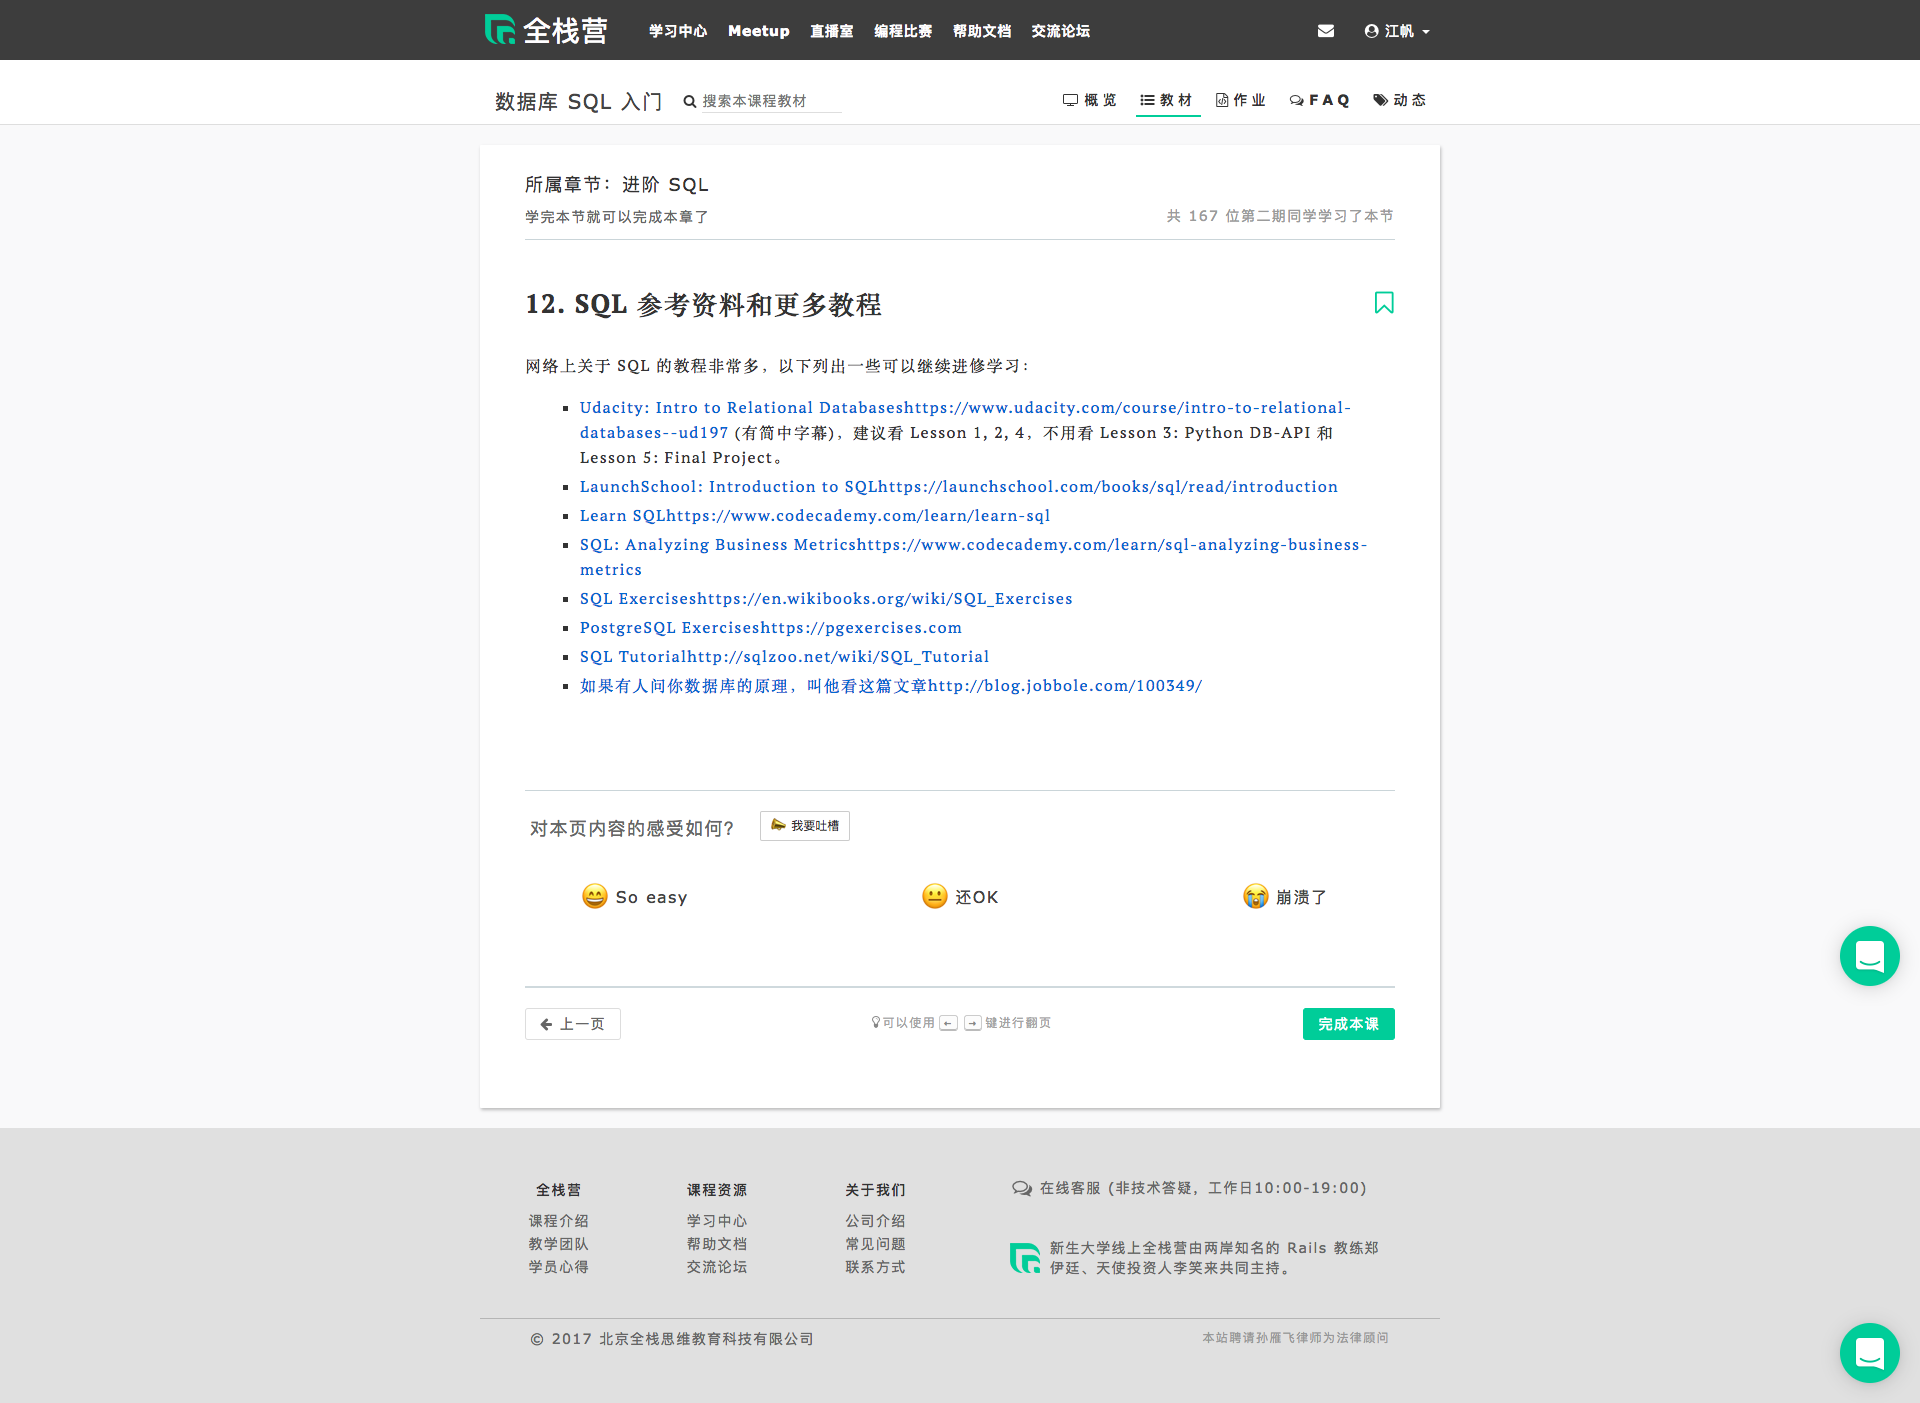 全栈营
学习中心 Meetup 直播室 编程比赛 帮助文档 交流论坛 江帆
数据库 SQL 入门 搜索本课程教材 概览 教材 作业 FAQ 动态
所属章节：进阶 SQL
学完本节就可以完成本章了
共 167 位第二期同学学习了本节
12. SQL 参考资料和更多教程
网络上关于 SQL 的教程非常多，以下列出一些可以继续进修学习：
Udacity: Intro to Relational Databaseshttps://www.udacity.com/course/intro-to-relational-
databases--ud197 (有简中字幕)，建议看 Lesson 1, 2, 4，不用看 Lesson 3: Python DB-API 和
Lesson 5: Final Project。
LaunchSchool: Introduction to SQLhttps://launchschool.com/books/sql/read/introduction
Learn SQLhttps://www.codecademy.com/learn/learn-sql
SQL: Analyzing Business Metricshttps://www.codecademy.com/learn/sql-analyzing-business-
metrics
SQL Exerciseshttps://en.wikibooks.org/wiki/SQL_Exercises
PostgreSQL Exerciseshttps://pgexercises.com
SQL Tutorialhttp://sqlzoo.net/wiki/SQL_Tutorial
如果有人问你数据库的原理，叫他看这篇文章http://blog.jobbole.com/100349/
对本页内容的感受如何? 我要吐槽
So easy 还OK 崩溃了
上一页 可以使用 ← → 键进行翻页 完成本课
全栈营
课程介绍
教学团队
学员心得
课程资源
学习中心
帮助文档
交流论坛
关于我们
公司介绍
常见问题
联系方式
在线客服 (非技术答疑，工作日10:00-19:00)
新生大学线上全栈营由两岸知名的 Rails 教练郑
伊廷、天使投资人李笑来共同主持。
© 2017 北京全栈思维教育科技有限公司
本站聘请孙雁飞律师为法律顾问